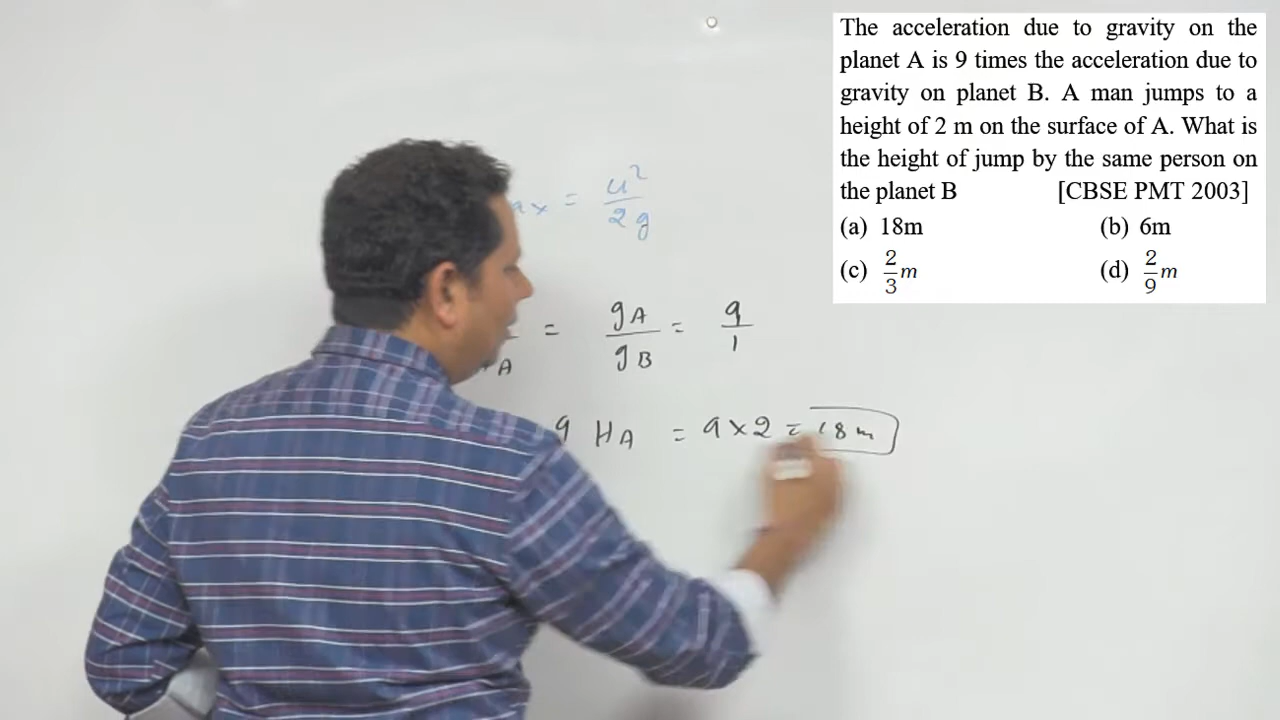 The acceleration due to gravity on the
planet A is 9 times the acceleration due to
gravity on planet B. A man jumps to a
height of 2 m on the surface of A. What is
the height of jump by the same person on
the planet B [CBSE PMT 2003]
(a) 18m (b) 6m
(c) 2/3 m (d) 2/9 m
ax = u²/2g
A = gA/gB = 9/1
9 HA = 9×2 = 18 m